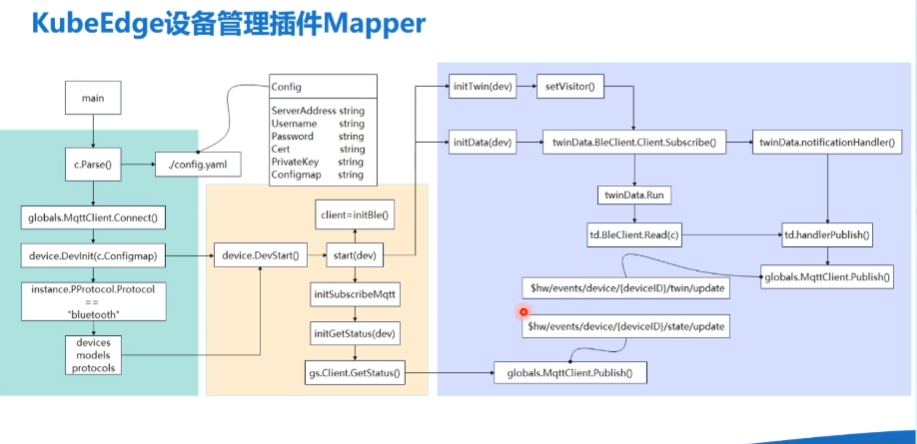 KubeEdge设备管理插件Mapper
main
c.Parse()
./config.yaml
Config
ServerAddress string
Username string
Password string
Cert string
PrivateKey string
Configmap string
globals.MqttClient.Connect()
device.DevInit(c.Configmap)
instance.PProtocol.Protocol
==
"bluetooth"
devices
models
protocols
device.DevStart()
client=initBle()
start(dev)
initSubscribeMqtt
initGetStatus(dev)
gs.Client.GetStatus()
initTwin(dev)
setVisitor()
initData(dev)
twinData.BleClient.Client.Subscribe()
twinData.notificationHandler()
twinData.Run
td.BleClient.Read(c)
td.handlerPublish()
globals.MqttClient.Publish()
$hw/events/device/{deviceID}/twin/update
$hw/events/device/{deviceID}/state/update
globals.MqttClient.Publish()